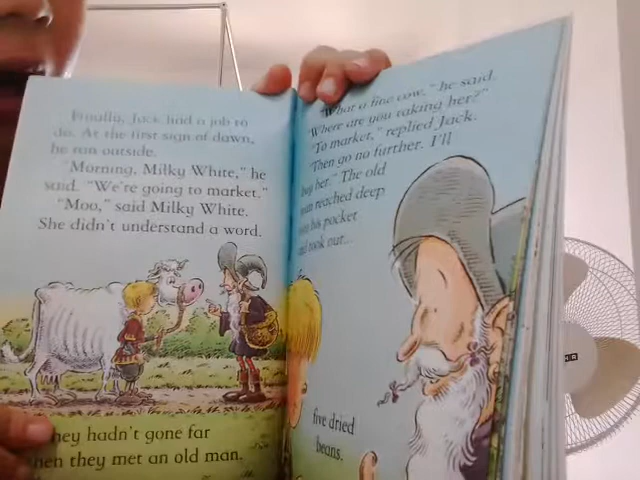 Finally, Jack had a job to
do. At the first sign of dawn,
he ran outside.
"Morning, Milky White," he
said. "We're going to market."
"Moo," said Milky White.
She didn't understand a word.
hey hadn't gone far
hen they met an old man.
"What a fine cow," he said.
"Where are you taking her?"
"To market," replied Jack.
"Then go no further. I'll
buy her." The old
man reached deep
into his pocket
and took out...
five dried
beans.